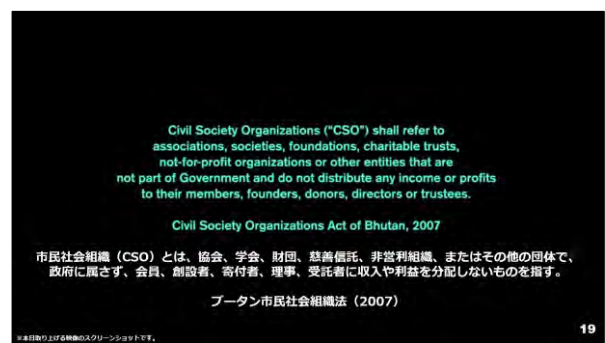 Civil Society Organizations ("CSO") shall refer to
associations, societies, foundations, charitable trusts,
not-for-profit organizations or other entities that are
not part of Government and do not distribute any income or profits
to their members, founders, donors, directors or trustees.
Civil Society Organizations Act of Bhutan, 2007
市民社会組織（CSO）とは、協会、学会、財団、慈善信託、非営利組織、またはその他の団体で、
政府に属さず、会員、創設者、寄付者、理事、受託者に収入や利益を分配しないものを指す。
ブータン市民社会組織法（2007）
※本日取り上げる映像のスクリーンショットです。
19